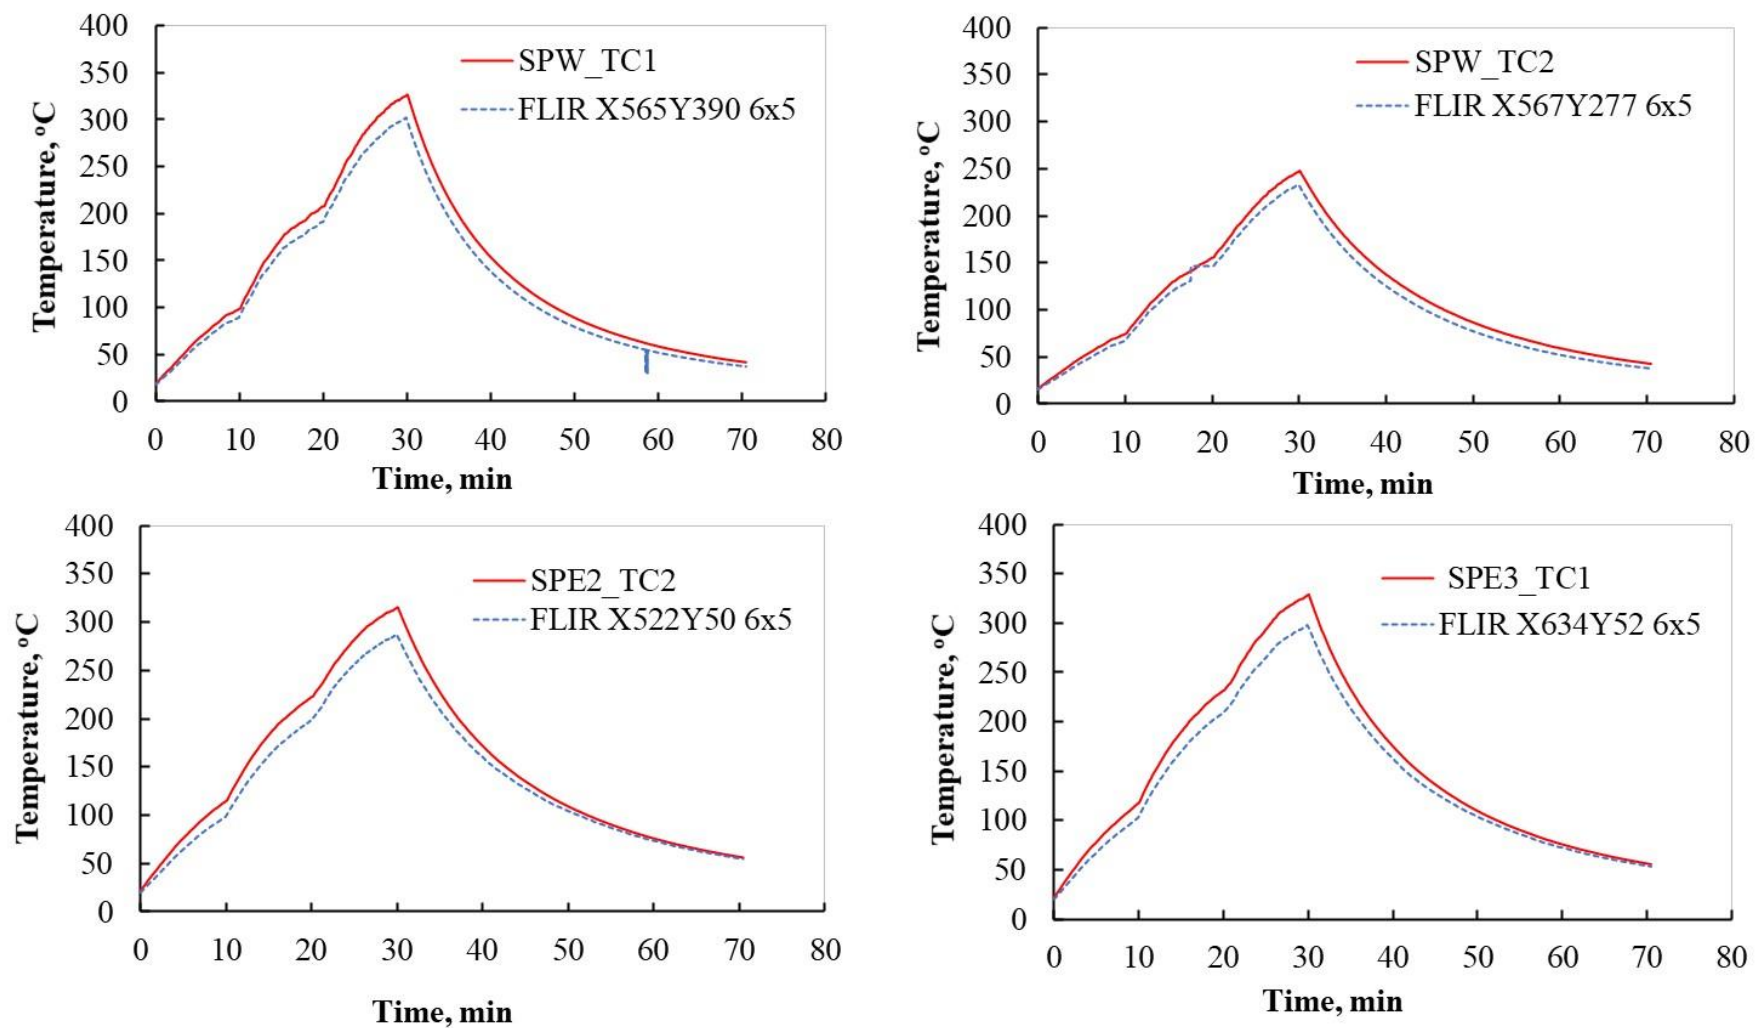 400
350
300
250
200
150
100
50
0
Temperature, °C
SPW_TC1
FLIR X565Y390 6x5
0 10 20 30 40 50 60 70 80
Time, min
400
350
300
250
200
150
100
50
0
Temperature, °C
SPW_TC2
FLIR X567Y277 6x5
0 10 20 30 40 50 60 70 80
Time, min
400
350
300
250
200
150
100
50
0
Temperature, °C
SPE2_TC2
FLIR X522Y50 6x5
0 10 20 30 40 50 60 70 80
Time, min
400
350
300
250
200
150
100
50
0
Temperature, °C
SPE3_TC1
FLIR X634Y52 6x5
0 10 20 30 40 50 60 70 80
Time, min